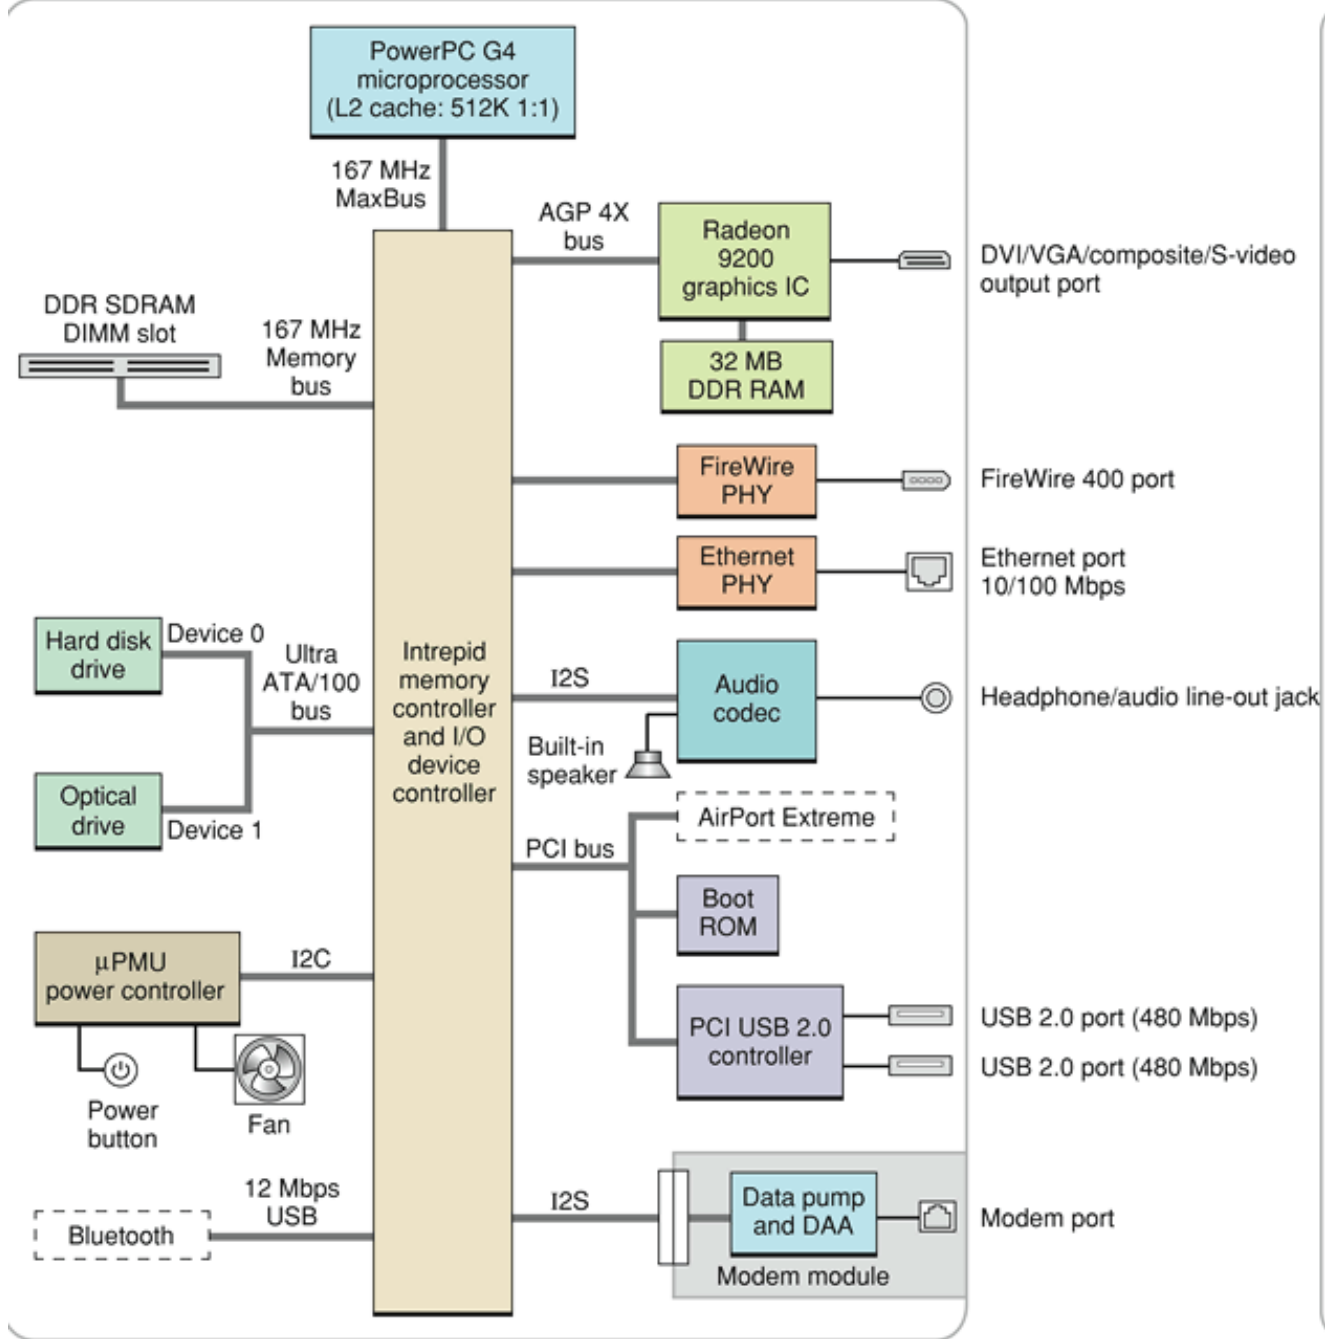 PowerPC G4
microprocessor
(L2 cache: 512K 1:1)
167 MHz
MaxBus
AGP 4X
bus
Radeon
9200
graphics IC
DVI/VGA/composite/S-video
output port
32 MB
DDR RAM
DDR SDRAM
DIMM slot
167 MHz
Memory
bus
FireWire
PHY
FireWire 400 port
Ethernet
PHY
Ethernet port
10/100 Mbps
Hard disk
drive
Device 0
Ultra
ATA/100
bus
Optical
drive
Device 1
Intrepid
memory
controller
and I/O
device
controller
I2S
Audio
codec
Headphone/audio line-out jack
Built-in
speaker
AirPort Extreme
PCI bus
Boot
ROM
µPMU
power controller
I2C
Power
button
Fan
PCI USB 2.0
controller
USB 2.0 port (480 Mbps)
USB 2.0 port (480 Mbps)
12 Mbps
USB
Bluetooth
I2S
Data pump
and DAA
Modem port
Modem module